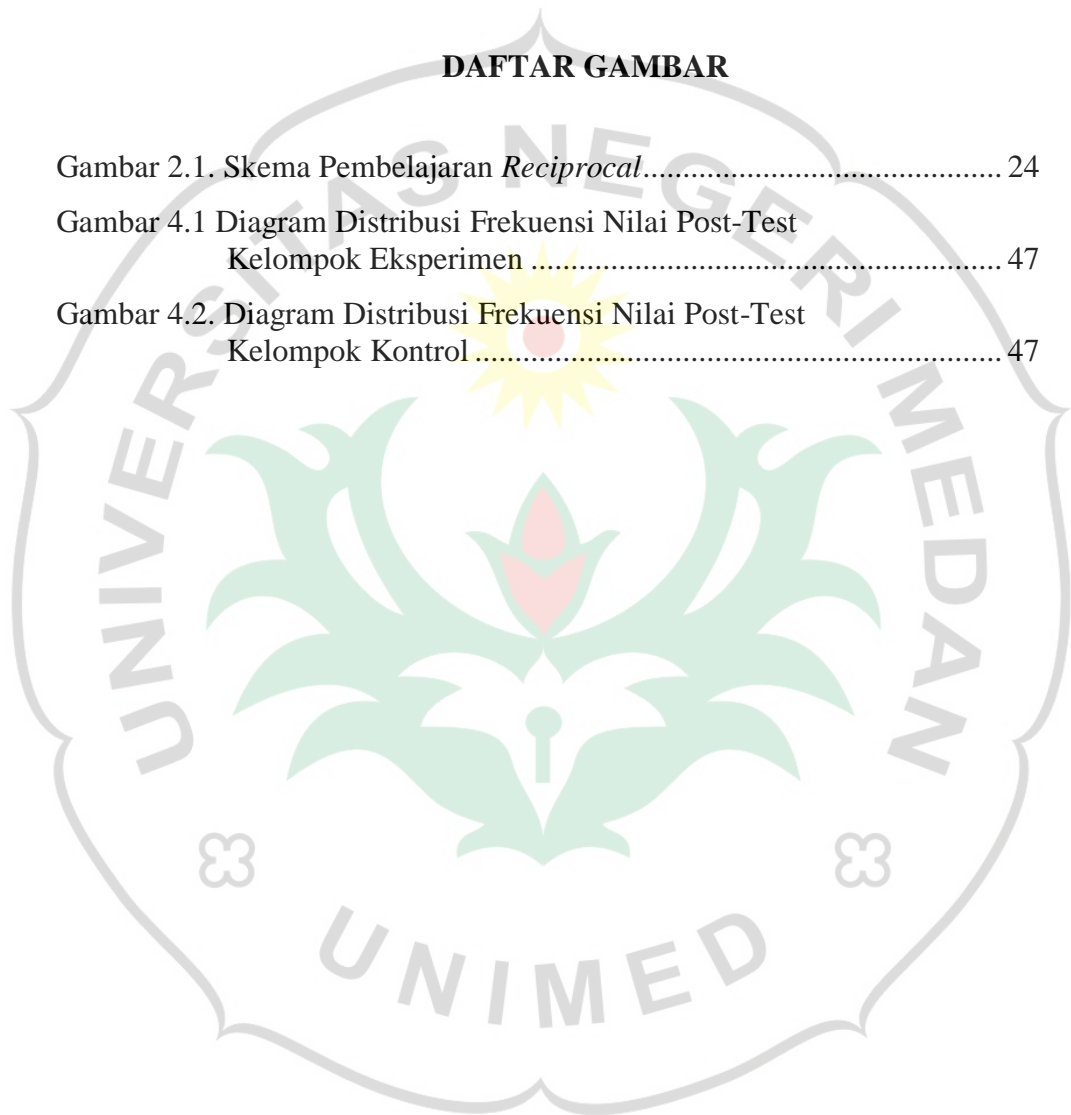 DAFTAR GAMBAR
Gambar 2.1. Skema Pembelajaran Reciprocal............................................ 24
Gambar 4.1 Diagram Distribusi Frekuensi Nilai Post-Test
Kelompok Eksperimen .......................................................... 47
Gambar 4.2. Diagram Distribusi Frekuensi Nilai Post-Test
Kelompok Kontrol ................................................................. 47
UNIVERSITAS NEGERI MEDAN
UNIMED